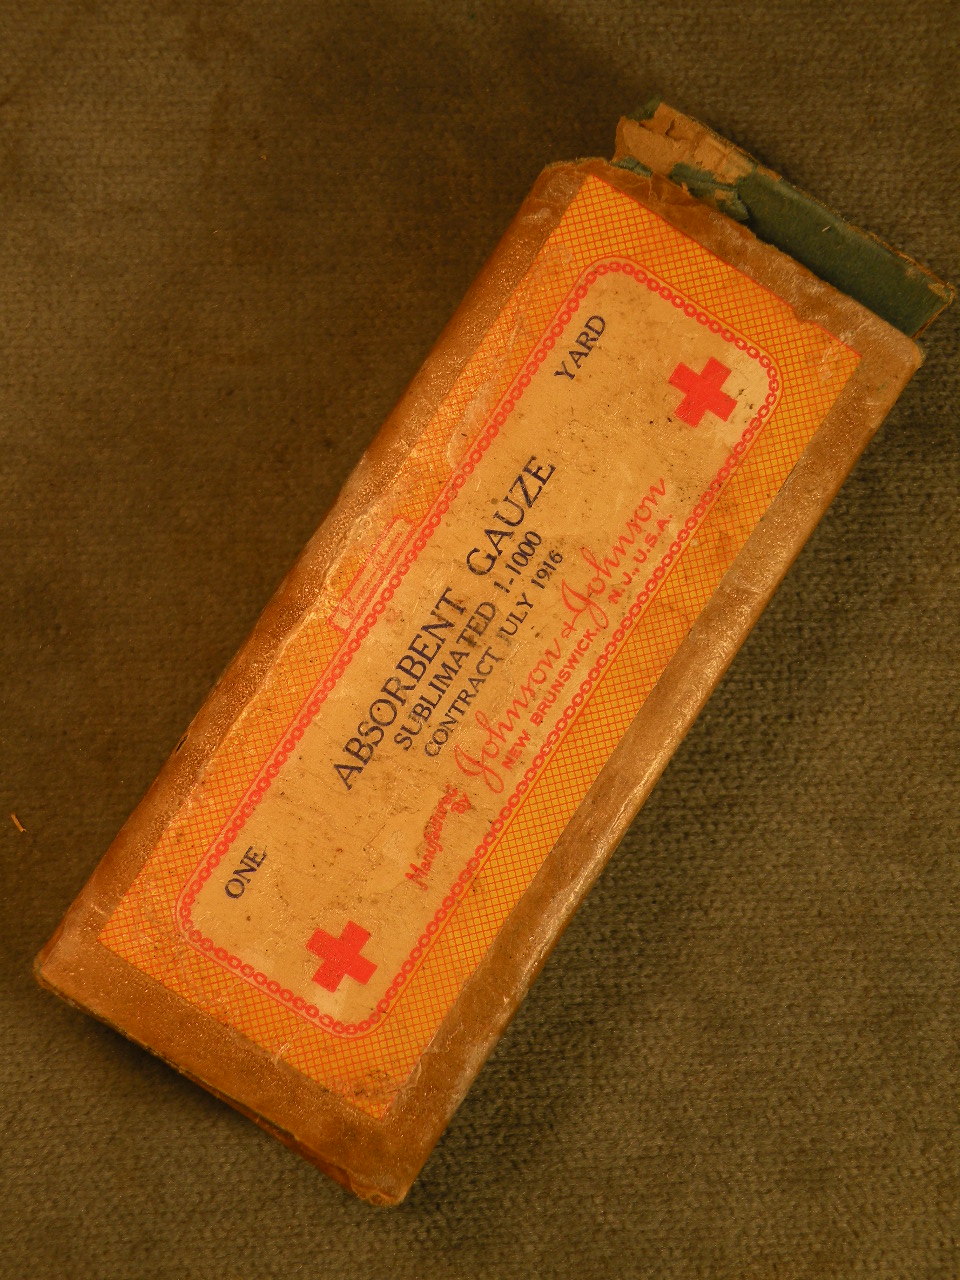 ONE YARD
ABSORBENT GAUZE
SUBLIMATED 1-1000
CONTRACT JULY 1916
Manufactured
BY
Johnson & Johnson
NEW BRUNSWICK, N.J. U.S.A.